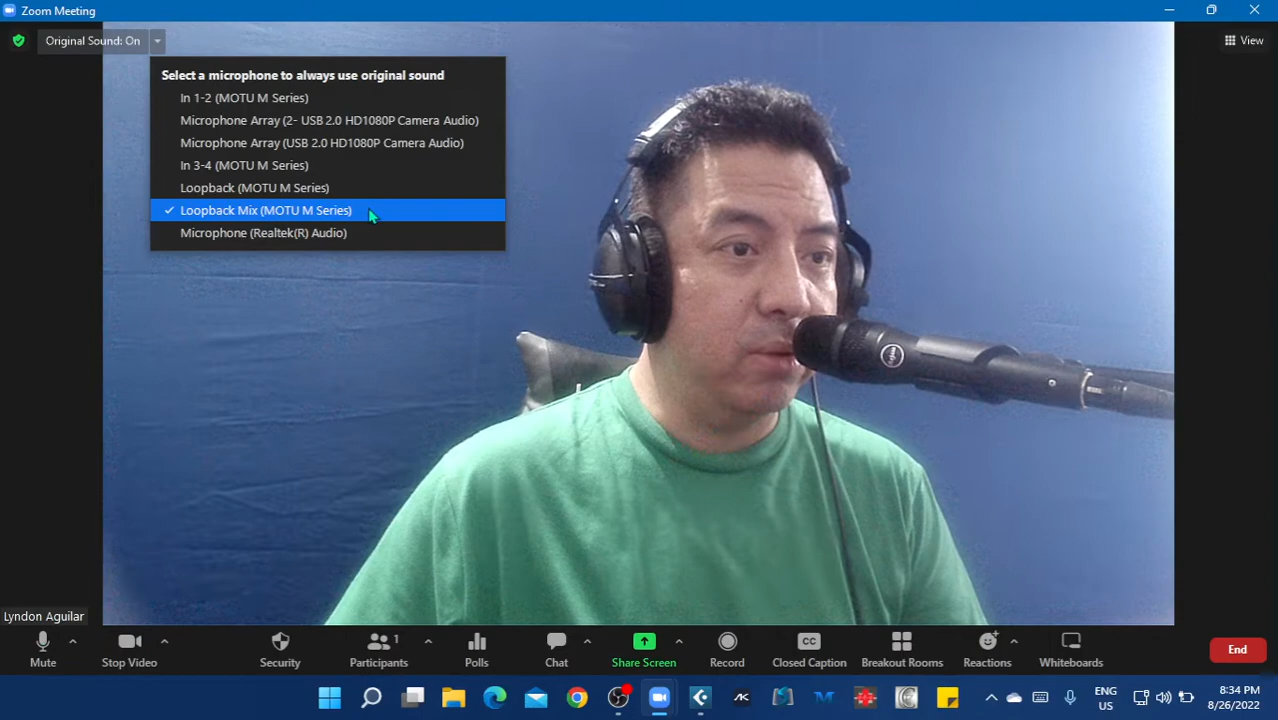 Zoom Meeting
Original Sound: On
View
Select a microphone to always use original sound
In 1-2 (MOTU M Series)
Microphone Array (2- USB 2.0 HD1080P Camera Audio)
Microphone Array (USB 2.0 HD1080P Camera Audio)
In 3-4 (MOTU M Series)
Loopback (MOTU M Series)
Loopback Mix (MOTU M Series)
Microphone (Realtek(R) Audio)
Lyndon Aguilar
1
CC
Mute
Stop Video
Security
Participants
Polls
Chat
Share Screen
Record
Closed Caption
Breakout Rooms
Reactions
Whiteboards
End
AK
M
ENG
US
8:34 PM
8/26/2022